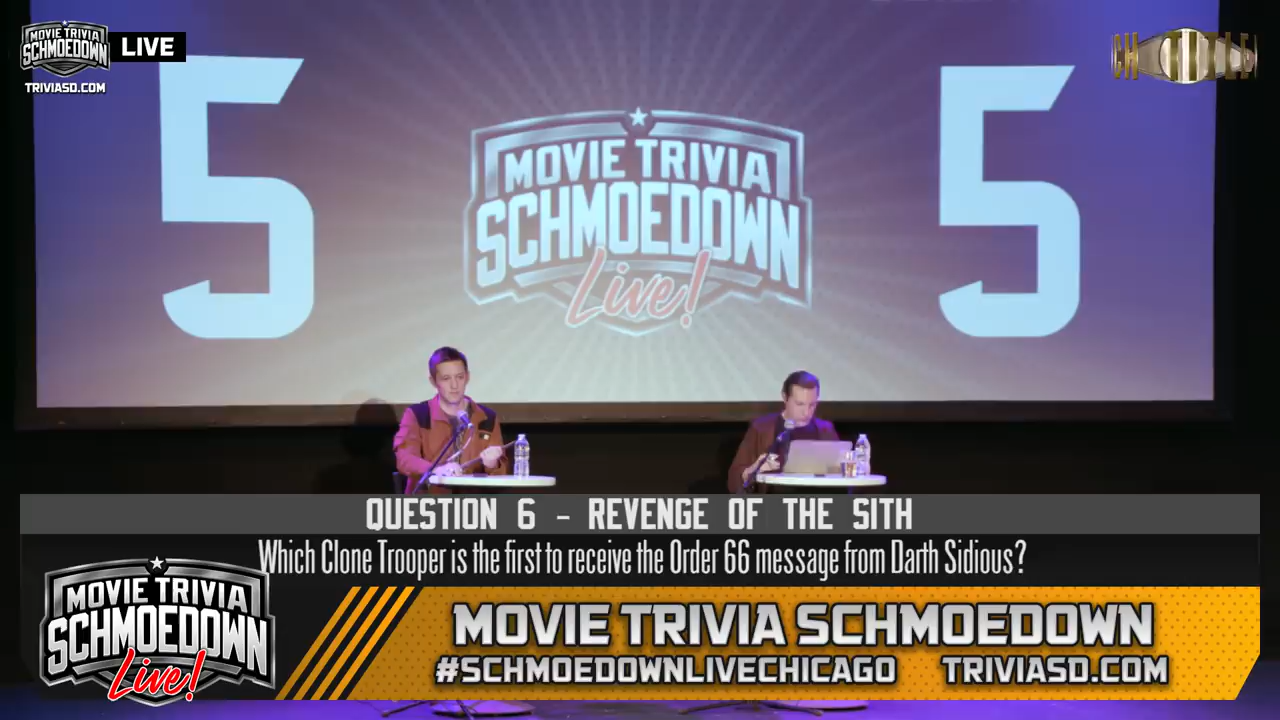 MOVIE TRIVIA
SCHMOEDOWN
LIVE
TRIVIASD.COM
CH TITLE
5
5
MOVIE TRIVIA
SCHMOEDOWN
Live!
QUESTION 6 - REVENGE OF THE SITH
Which Clone Trooper is the first to receive the Order 66 message from Darth Sidious?
MOVIE TRIVIA
SCHMOEDOWN
Live!
MOVIE TRIVIA SCHMOEDOWN
#SCHMOEDOWNLIVECHICAGO TRIVIASD.COM